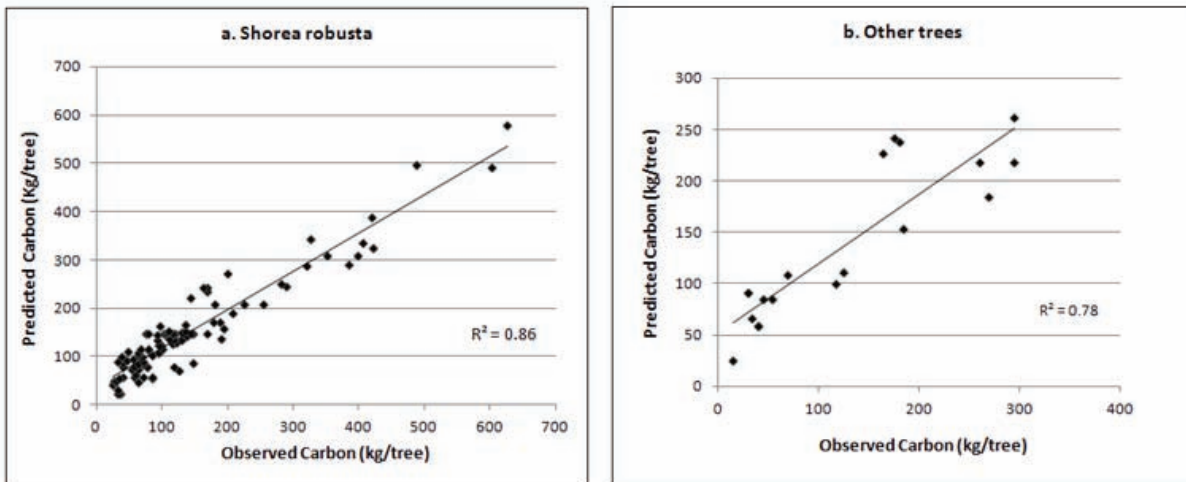 a. Shorea robusta
700
600
500
400
300
200
100
0
Predicted Carbon (Kg/tree)
R² = 0.86
0 100 200 300 400 500 600 700
Observed Carbon (kg/tree)
b. Other trees
300
250
200
150
100
50
0
Predicted Carbon (kg/tree)
R² = 0.78
0 100 200 300 400
Observed Carbon (kg/tree)